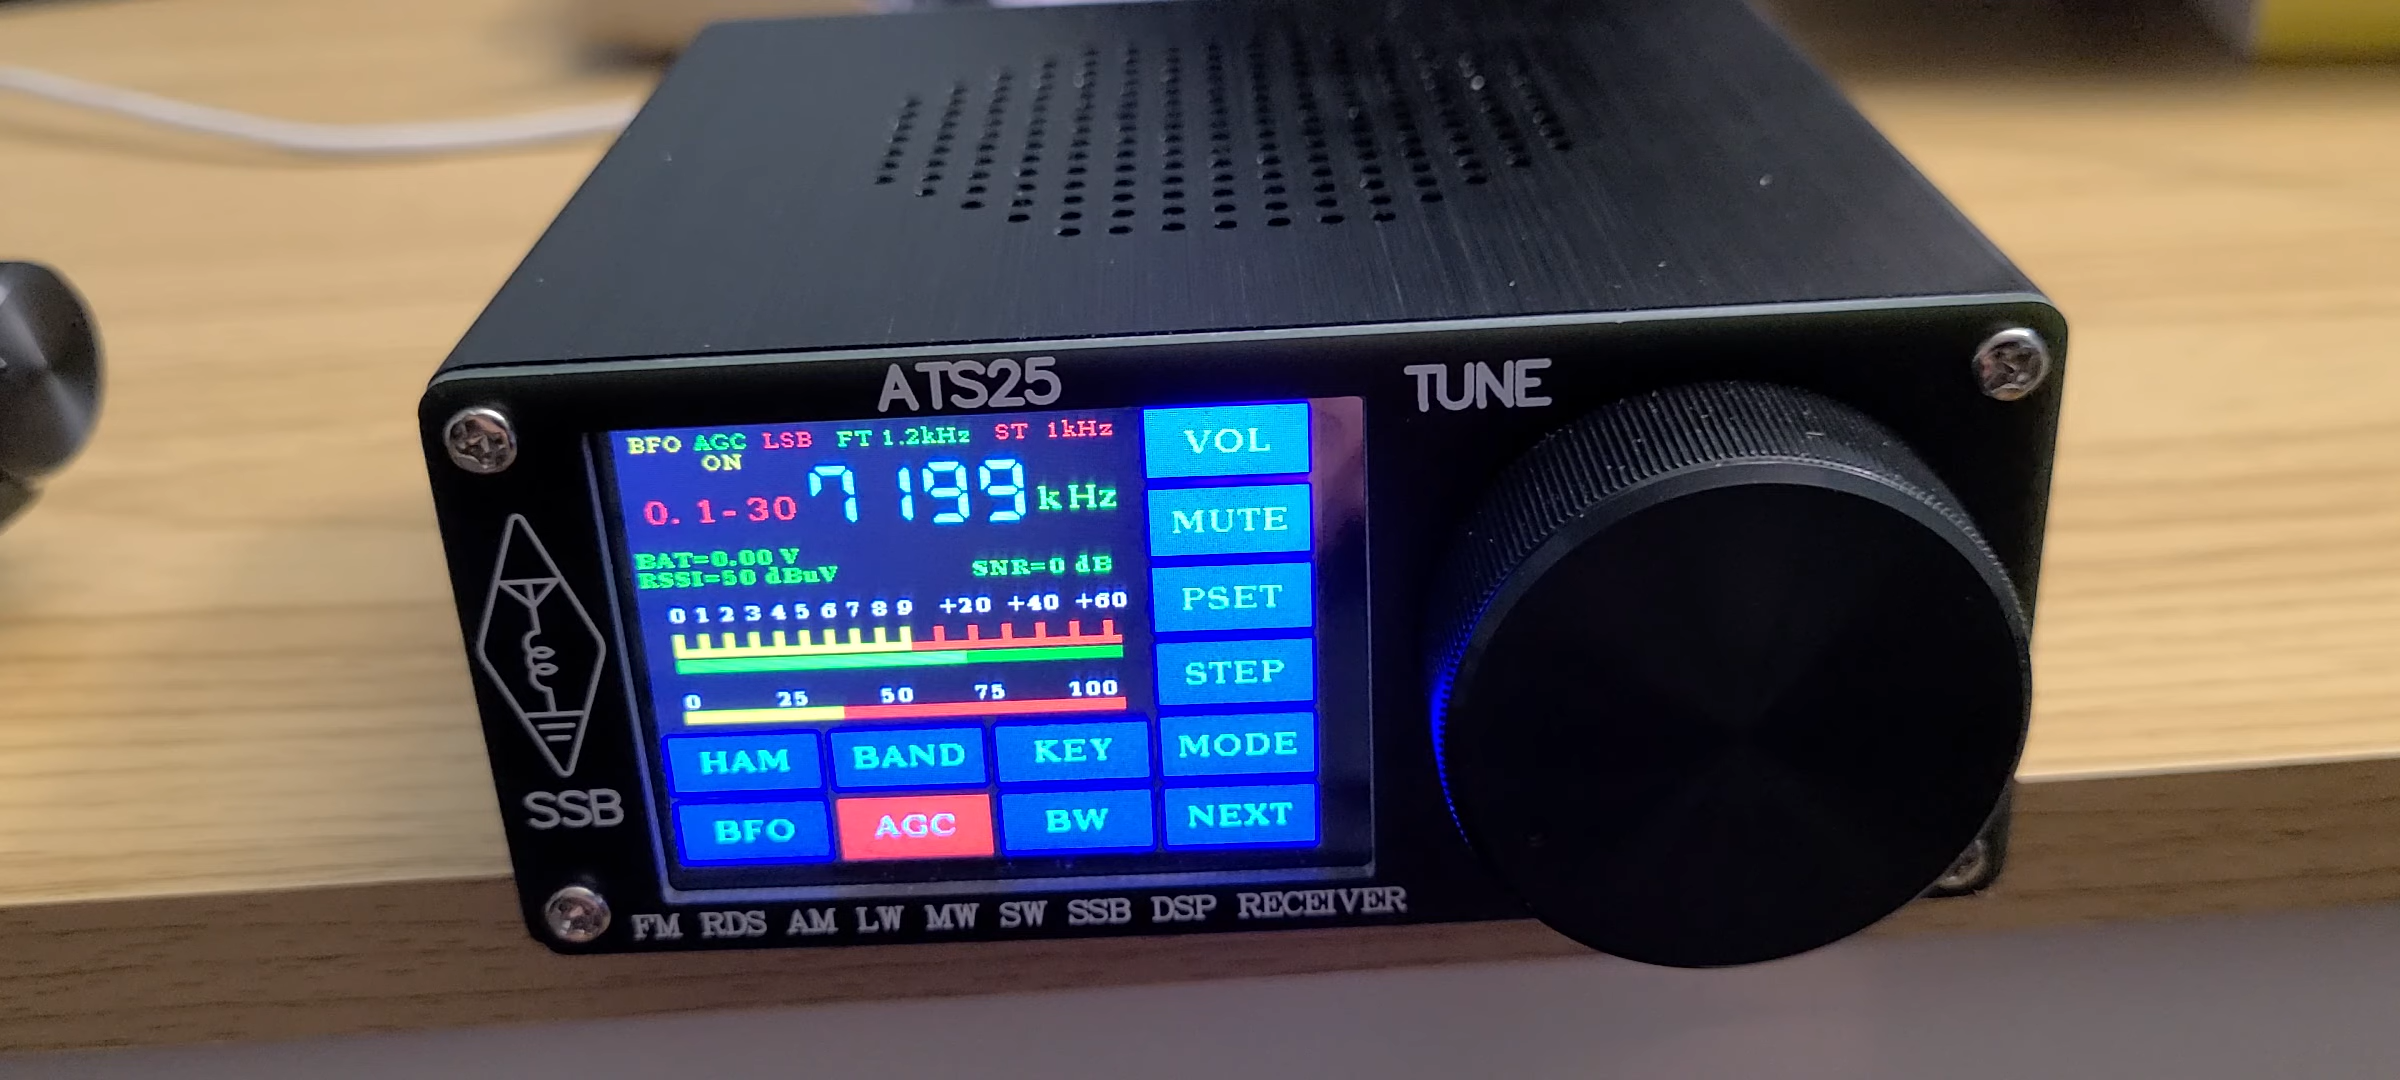 ATS25
TUNE
BFO AGC LSB FT 1.2kHz ST 1kHz
ON
0.1-30 7199 kHz
BAT=0.00 V
RSSI=50 dBuV SNR=0 dB
0 1 2 3 4 5 6 7 8 9 +20 +40 +60
0 25 50 75 100
VOL
MUTE
PSET
STEP
HAM BAND KEY MODE
BFO AGC BW NEXT
SSB
FM RDS AM LW MW SW SSB DSP RECEIVER